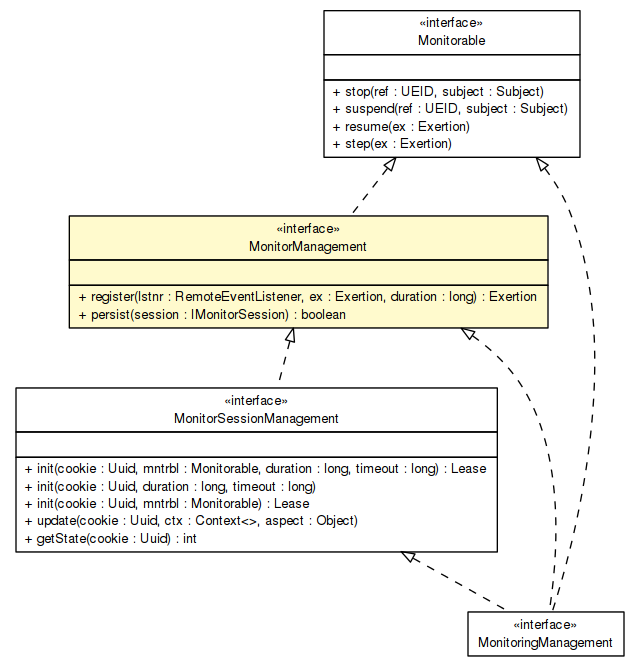 «interface»
Monitorable
+ stop(ref : UEID, subject : Subject)
+ suspend(ref : UEID, subject : Subject)
+ resume(ex : Exertion)
+ step(ex : Exertion)
«interface»
MonitorManagement
+ register(lstnr : RemoteEventListener, ex : Exertion, duration : long) : Exertion
+ persist(session : IMonitorSession) : boolean
«interface»
MonitorSessionManagement
+ init(cookie : Uuid, mntrbl : Monitorable, duration : long, timeout : long) : Lease
+ init(cookie : Uuid, duration : long, timeout : long)
+ init(cookie : Uuid, mntrbl : Monitorable) : Lease
+ update(cookie : Uuid, ctx : Context<>, aspect : Object)
+ getState(cookie : Uuid) : int
«interface»
MonitoringManagement